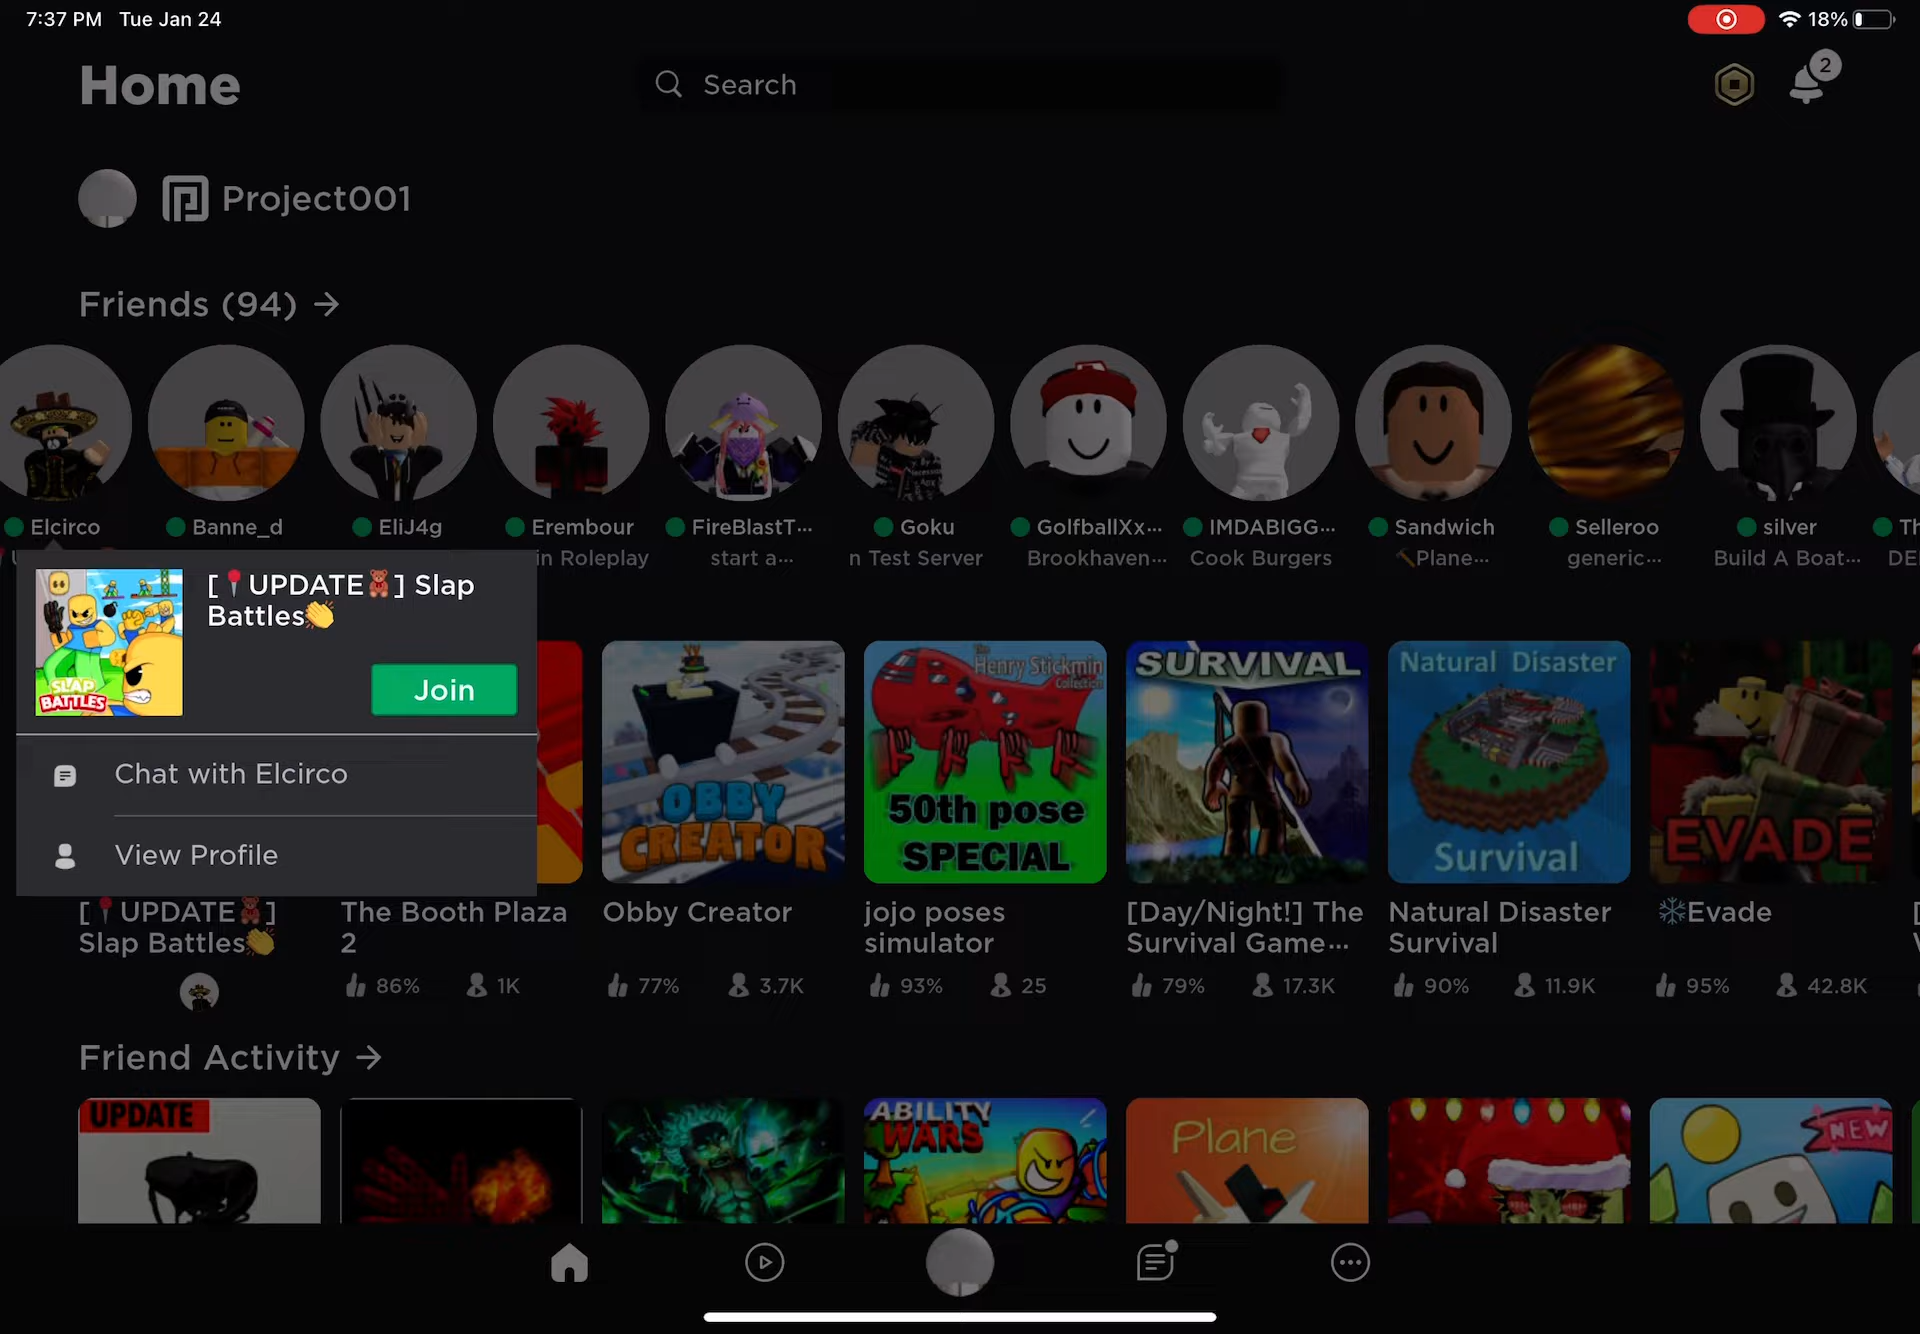 7:37 PM Tue Jan 24
18%
Home
Search
2
Project001
Friends (94)
Elcirco
Banne_d
EliJ4g
Erembour
FireBlastT...
Goku
GolfballXx...
IMDABIGG...
Sandwich
Selleroo
silver
Th
in Roleplay
start a...
n Test Server
Brookhaven...
Cook Burgers
🔨Plane...
generic...
Build A Boat...
DE
[📍UPDATE🧸] Slap
Battles👏
SLAP
BATTLES
Join
Chat with Elcirco
View Profile
OBBY
CREATOR
The
Henry Stickmin
Collection
50th pose
SPECIAL
SURVIVAL
Natural Disaster
Survival
EVADE
[📍UPDATE🧸]
Slap Battles👏
The Booth Plaza
2
86%
1K
Obby Creator
77%
3.7K
jojo poses
simulator
93%
25
[Day/Night!] The
Survival Game...
79%
17.3K
Natural Disaster
Survival
90%
11.9K
❄️Evade
95%
42.8K
Friend Activity
UPDATE
ABILITY
WARS
Plane
NEW